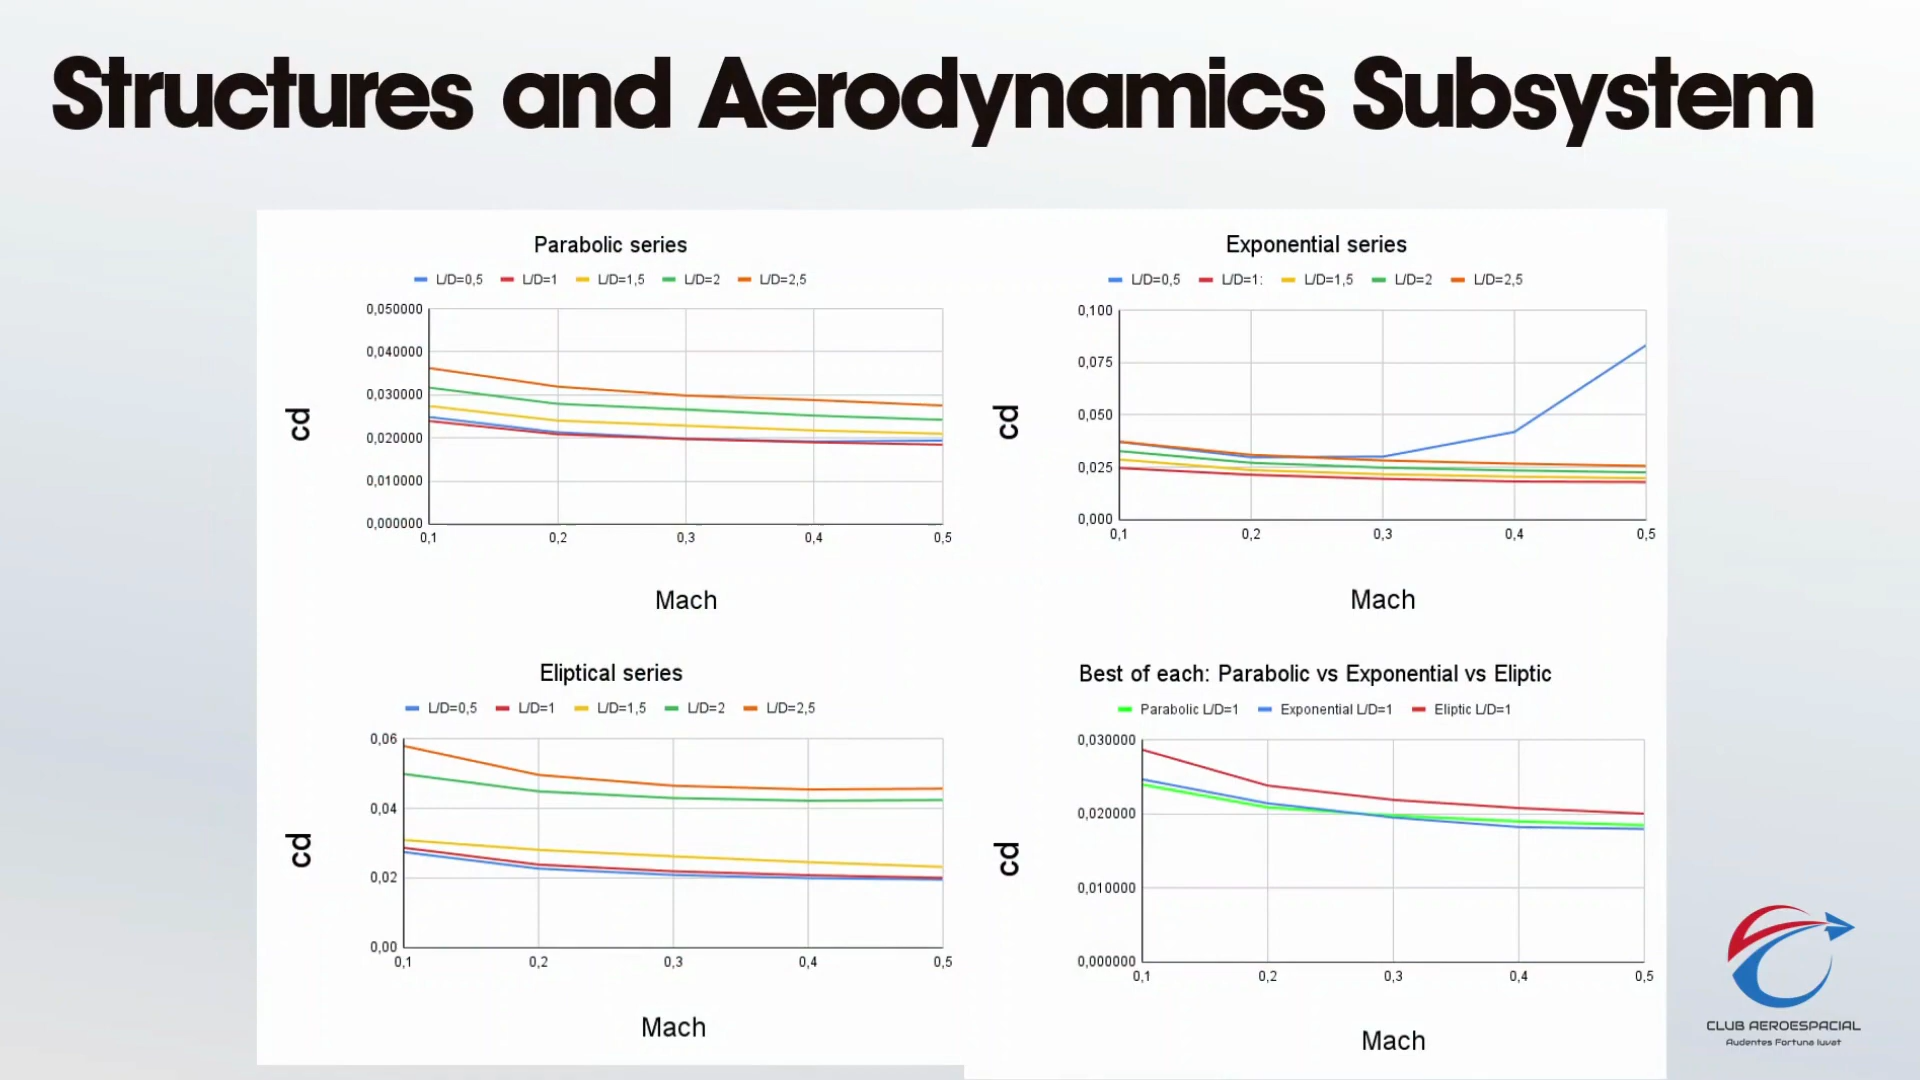 Structures and Aerodynamics Subsystem
Parabolic series
L/D=0,5 L/D=1 L/D=1,5 L/D=2 L/D=2,5
0,050000
0,040000
0,030000
0,020000
0,010000
0,000000
cd
0,1 0,2 0,3 0,4 0,5
Mach
Exponential series
L/D=0,5 L/D=1: L/D=1,5 L/D=2 L/D=2,5
0,100
0,075
0,050
0,025
0,000
cd
0,1 0,2 0,3 0,4 0,5
Mach
Eliptical series
L/D=0,5 L/D=1 L/D=1,5 L/D=2 L/D=2,5
0,06
0,04
0,02
0,00
cd
0,1 0,2 0,3 0,4 0,5
Mach
Best of each: Parabolic vs Exponential vs Eliptic
Parabolic L/D=1 Exponential L/D=1 Eliptic L/D=1
0,030000
0,020000
0,010000
0,000000
cd
0,1 0,2 0,3 0,4 0,5
Mach
CLUB AEROESPACIAL
Audentes Fortuna Iuvat